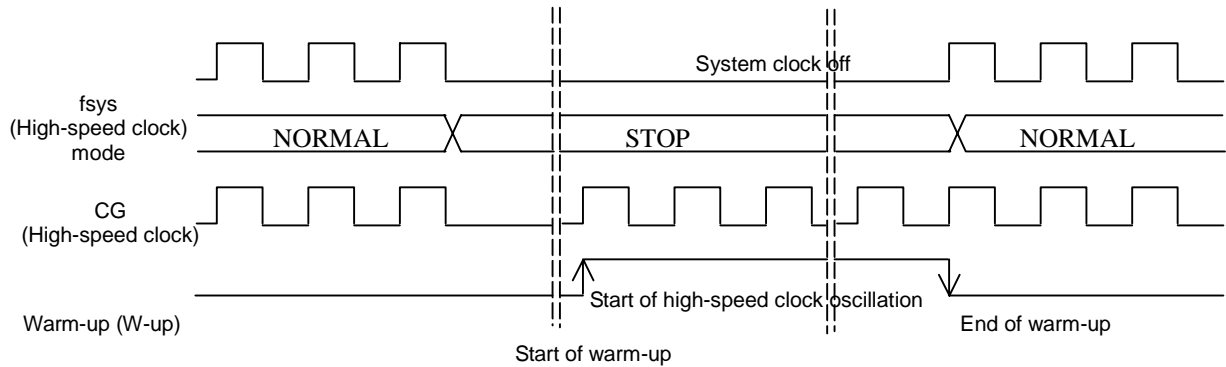 System clock off
fsys
(High-speed clock)
mode
NORMAL
STOP
NORMAL
CG
(High-speed clock)
Start of high-speed clock oscillation
Warm-up (W-up)
End of warm-up
Start of warm-up